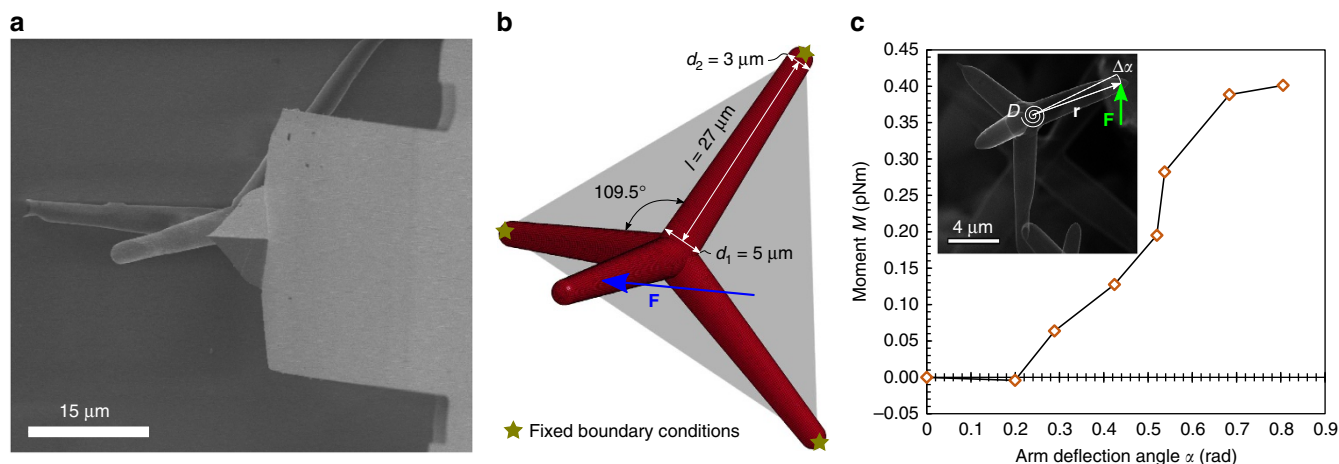 a
15 μm
b
d2 = 3 μm
l = 27 μm
109.5°
d1 = 5 μm
F
Fixed boundary conditions
c
0.45
0.40
0.35
0.30
0.25
0.20
0.15
0.10
0.05
0.00
−0.05
Moment M (pNm)
Δα
D
r
F
4 μm
0 0.1 0.2 0.3 0.4 0.5 0.6 0.7 0.8 0.9
Arm deflection angle α (rad)